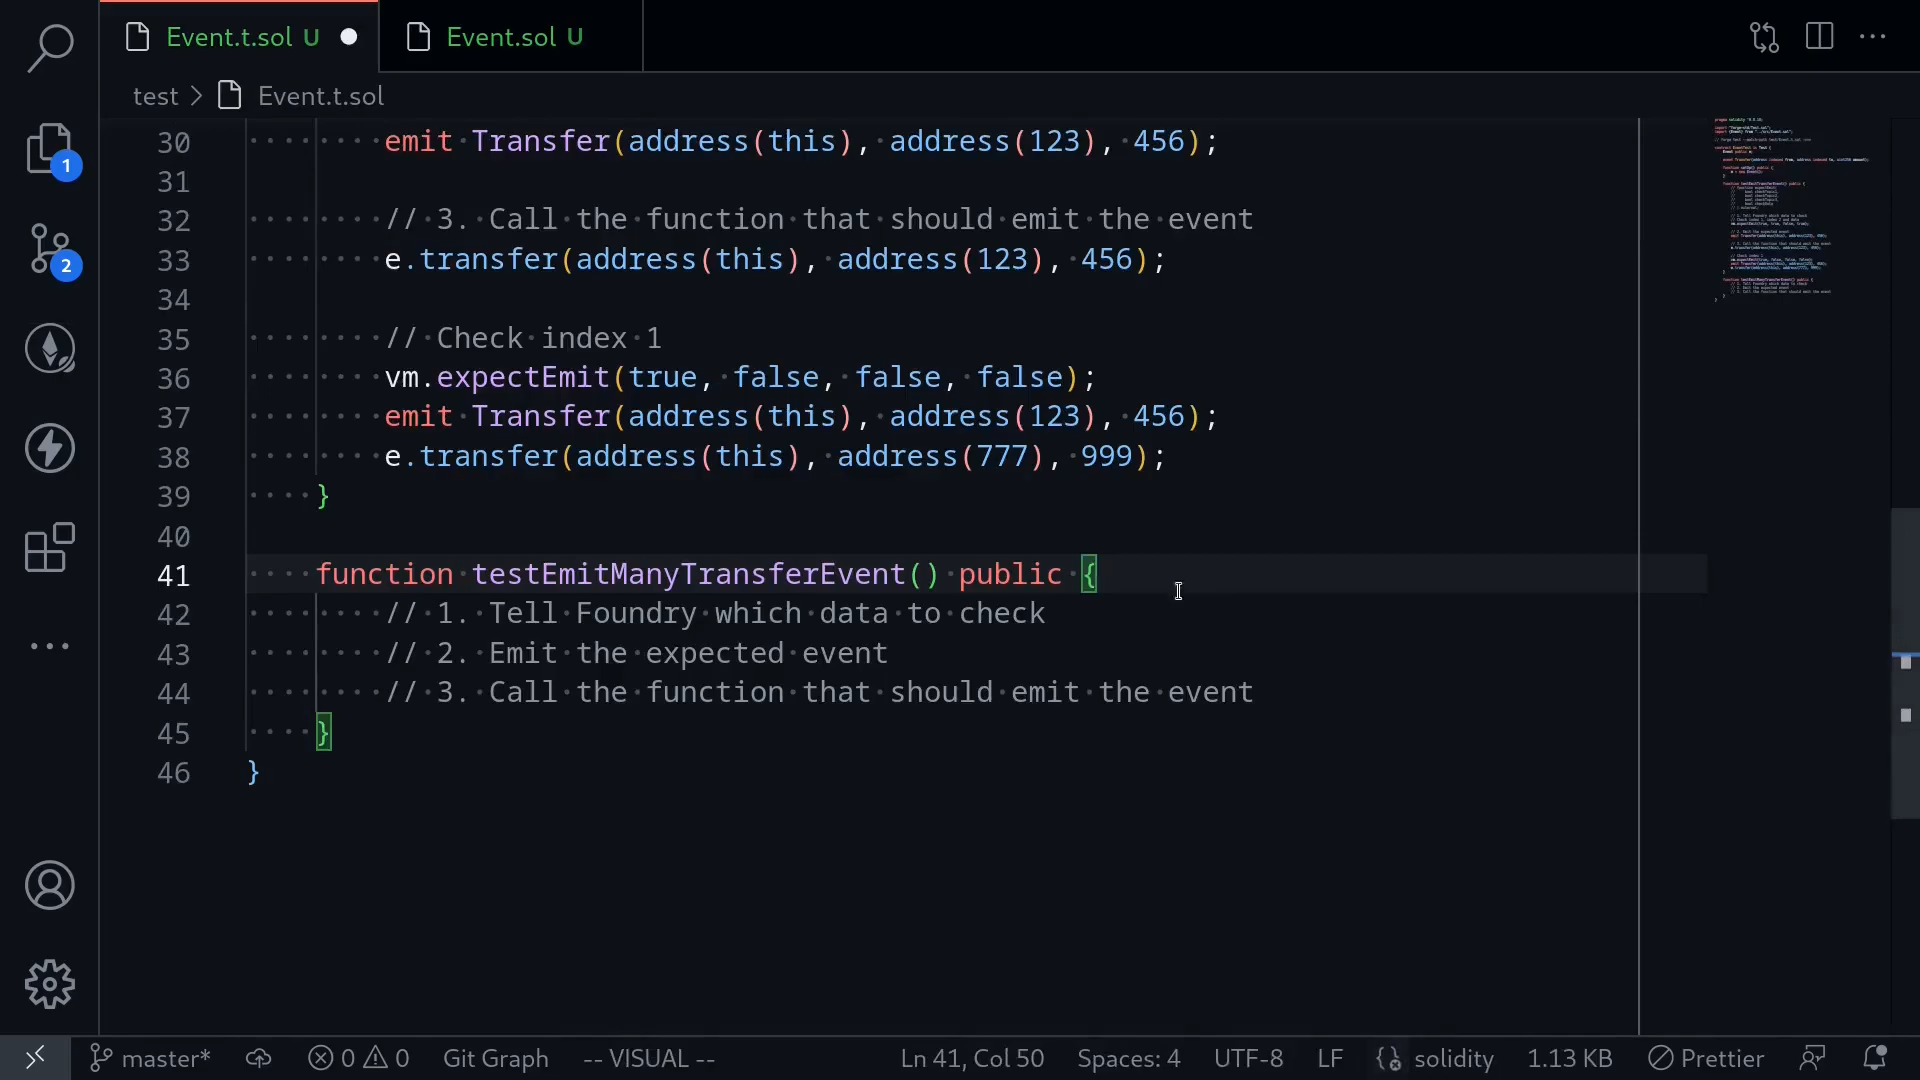 Event.t.sol U
Event.sol U
test > Event.t.sol
30 emit Transfer(address(this), address(123), 456);
31
32 // 3. Call the function that should emit the event
33 e.transfer(address(this), address(123), 456);
34
35 // Check index 1
36 vm.expectEmit(true, false, false, false);
37 emit Transfer(address(this), address(123), 456);
38 e.transfer(address(this), address(777), 999);
39 }
40
41 function testEmitManyTransferEvent() public {
42 // 1. Tell Foundry which data to check
43 // 2. Emit the expected event
44 // 3. Call the function that should emit the event
45 }
46 }
1
2
master* 0 0 Git Graph -- VISUAL -- Ln 41, Col 50 Spaces: 4 UTF-8 LF solidity 1.13 KB Prettier